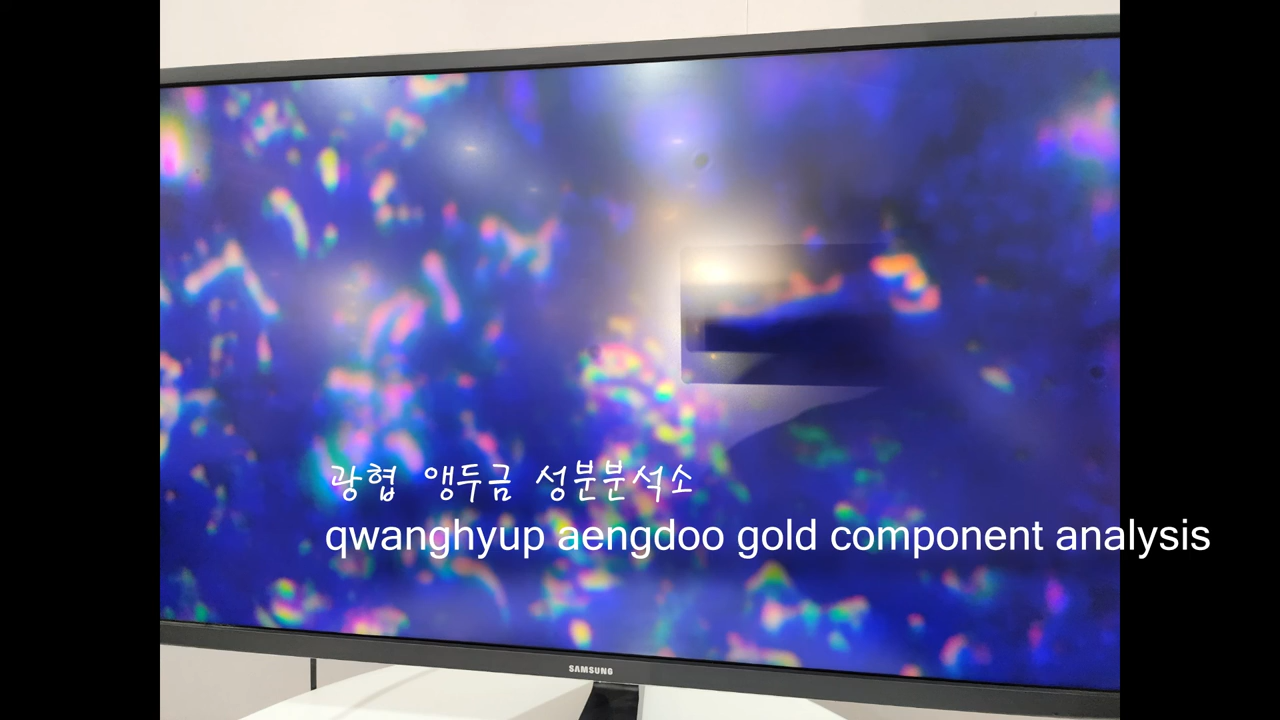 광협 앵두금 성분분석소
qwanghyup aengdoo gold component analysis
SAMSUNG